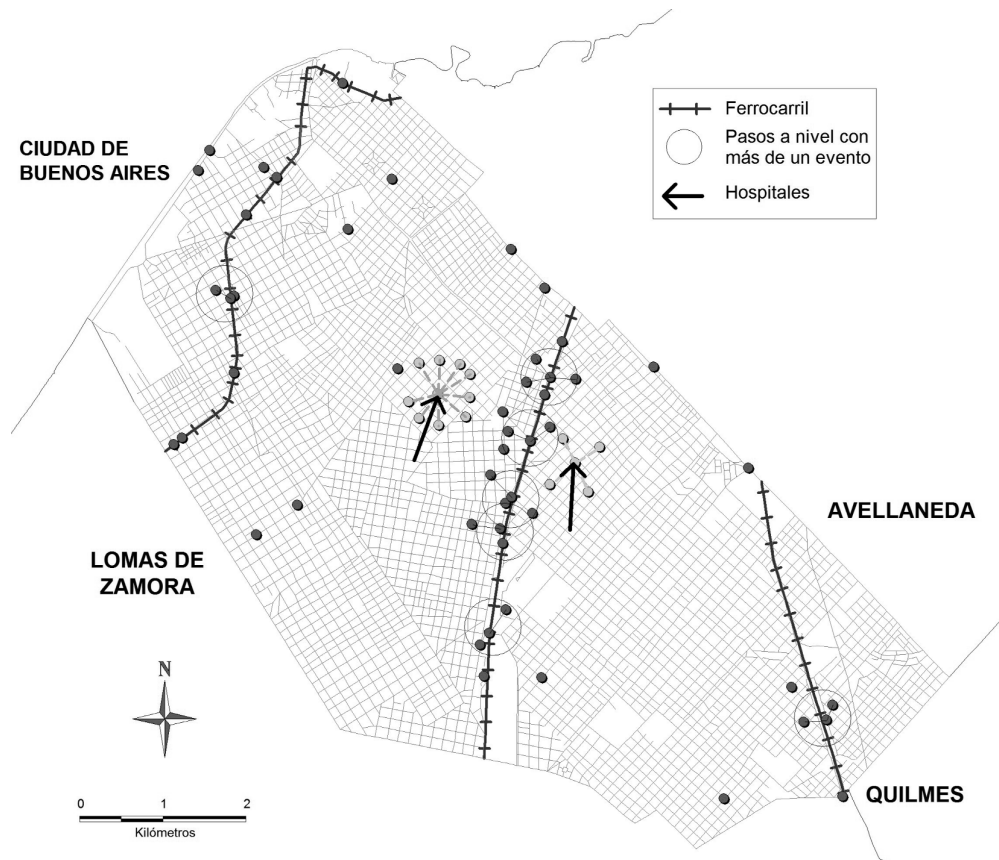 CIUDAD DE
BUENOS AIRES
Ferrocarril
Pasos a nivel con
más de un evento
Hospitales
AVELLANEDA
LOMAS DE
ZAMORA
N
QUILMES
0 1 2
Kilómetros